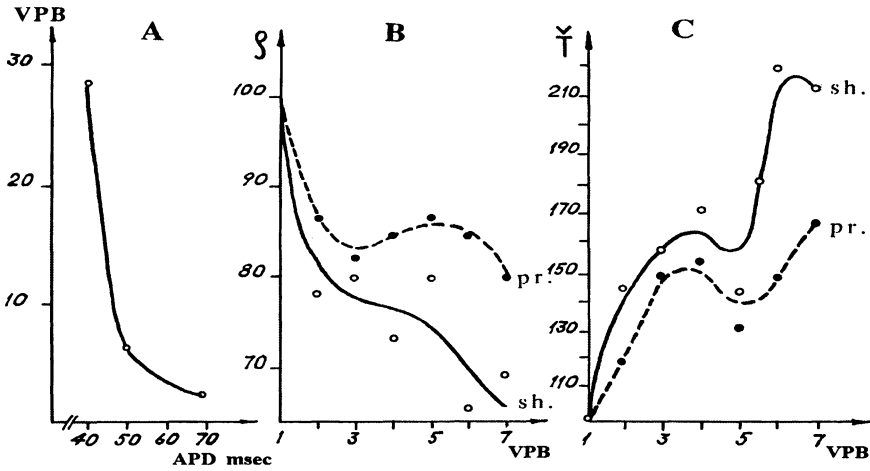 VPB
A
30
20
10
40 50 60 70
APD msec
ρ
B
100
90
80
70
pr.
sh.
1 3 5 7
VPB
Ť
C
210
190
170
150
130
110
sh.
pr.
1 3 5 7
VPB